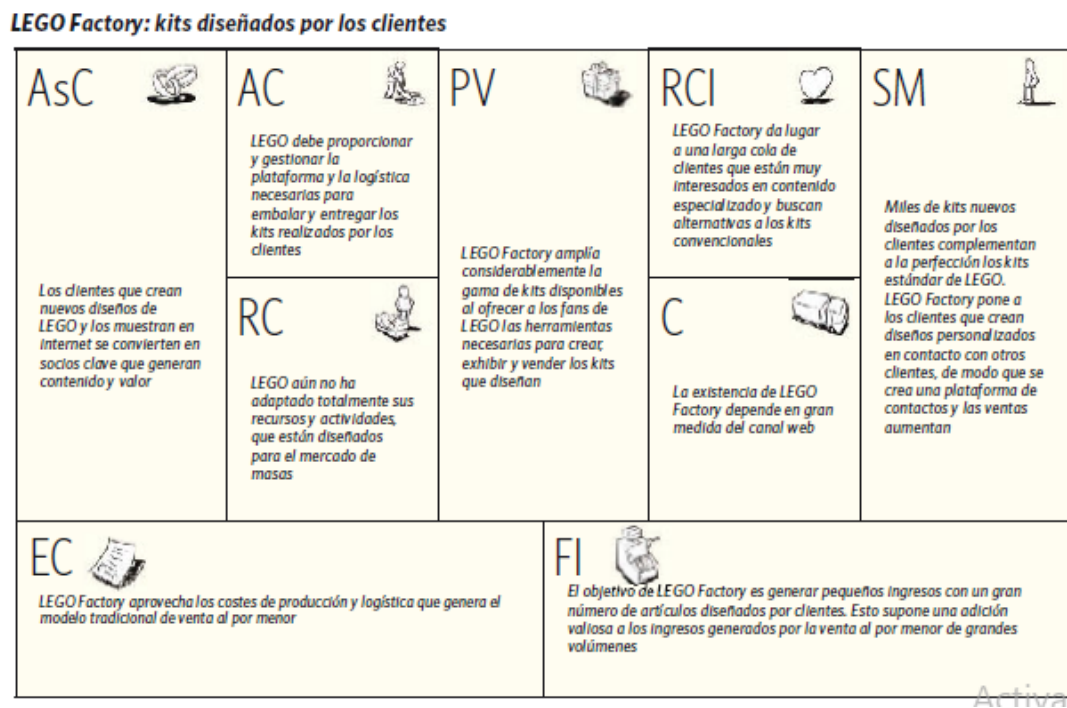 LEGO Factory: kits diseñados por los clientes
AsC
Los clientes que crean
nuevos diseños de
LEGO y los muestran en
internet se convierten en
socios clave que generan
contenido y valor
AC
LEGO debe proporcionar
y gestionar la
plataforma y la logística
necesarias para
embalar y entregar los
kits realizados por los
clientes
RC
LEGO aún no ha
adaptado totalmente sus
recursos y actividades,
que están diseñados
para el mercado de
masas
PV
LEGO Factory amplía
considerablemente la
gama de kits disponibles
al ofrecer a los fans de
LEGO las herramientas
necesarias para crear,
exhibir y vender los kits
que diseñan
RCl
LEGO Factory da lugar
a una larga cola de
clientes que están muy
interesados en contenido
especializado y buscan
alternativas a los kits
convencionales
C
La existencia de LEGO
Factory depende en gran
medida del canal web
SM
Miles de kits nuevos
diseñados por los
clientes complementan
a la perfección los kits
estándar de LEGO.
LEGO Factory pone a
los clientes que crean
diseños personalizados
en contacto con otros
clientes, de modo que se
crea una plataforma de
contactos y las ventas
aumentan
EC
LEGO Factory aprovecha los costes de producción y logística que genera el
modelo tradicional de venta al por menor
FI
El objetivo de LEGO Factory es generar pequeños ingresos con un gran
número de artículos diseñados por clientes. Esto supone una adición
valiosa a los ingresos generados por la venta al por menor de grandes
volúmenes
Activa